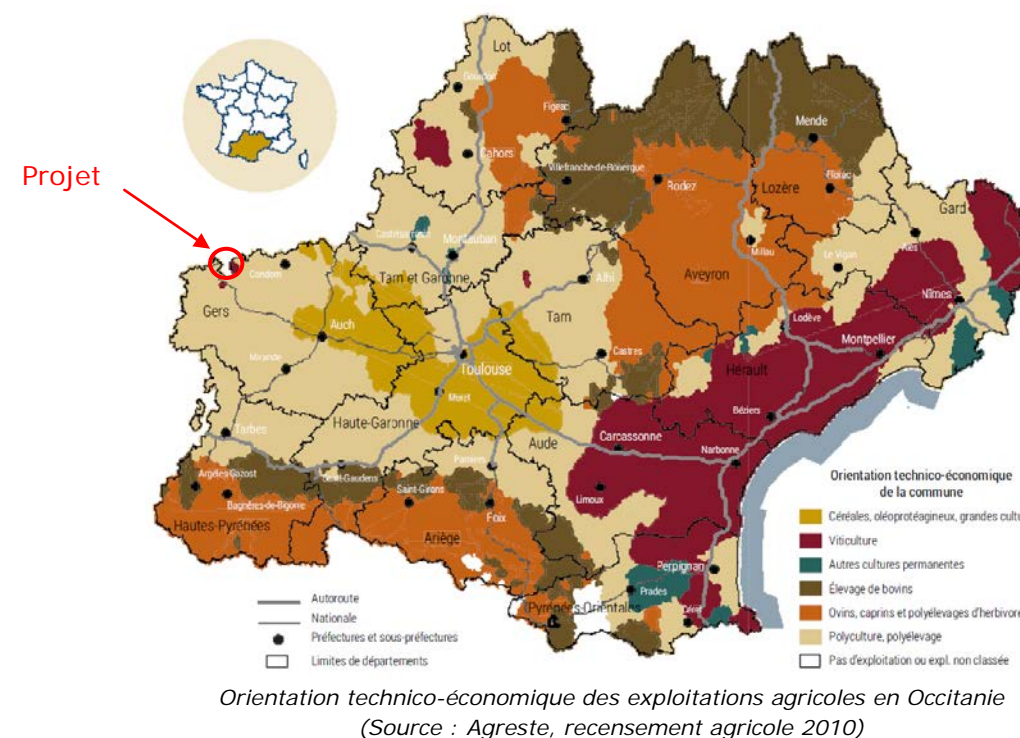 Projet
Lot
Gourdon
Figeac
Mende
Cahors
Villefranche-de-Rouergue
Rodez
Lozère
Florac
Gard
Castelsarrasin
Montauban
Millau
Le Vigan
Alès
Condom
Tarn et Garonne
Albi
Aveyron
Nîmes
Gers
Tarn
Lodève
Auch
Montpellier
Castres
Mirande
Toulouse
Hérault
Muret
Béziers
Haute-Garonne
Aude
Carcassonne
Tarbes
Narbonne
Pamiers
Argelès-Gazost
Saint-Gaudens
Saint-Girons
Limoux
Bagnères-de-Bigorre
Foix
Hautes-Pyrénées
Ariège
Perpignan
Prades
Pyrénées-Orientales
Céret
Orientation technico-économique
de la commune
Céréales, oléoprotéagineux, grandes cultu
Viticulture
Autres cultures permanentes
Élevage de bovins
Ovins, caprins et polyélevages d'herbivore
Polyculture, polyélevage
Pas d'exploitation ou expl. non classée
Autoroute
Nationale
Préfectures et sous-préfectures
Limites de départements
Orientation technico-économique des exploitations agricoles en Occitanie
(Source : Agreste, recensement agricole 2010)